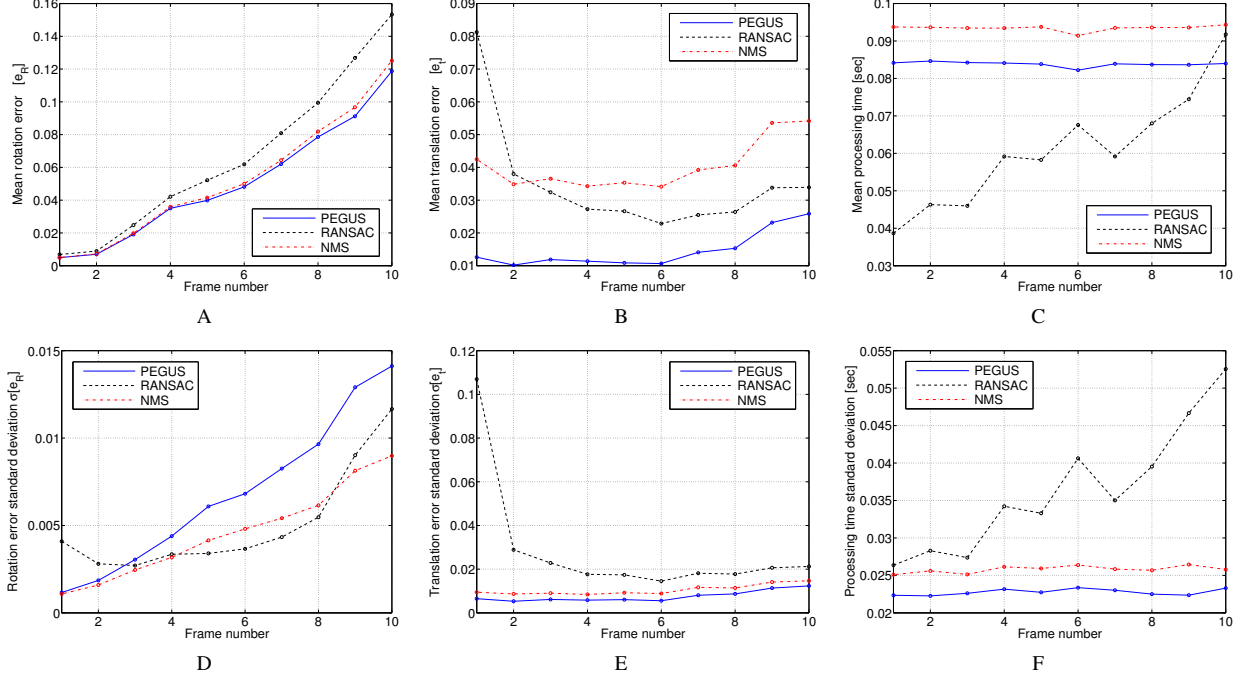 0.16
0.14
0.12
0.1
0.08
0.06
0.04
0.02
0
Mean rotation error [e_R]
PEGUS
RANSAC
NMS
2 4 6 8 10
Frame number
A
0.09
0.08
0.07
0.06
0.05
0.04
0.03
0.02
0.01
Mean translation error [e_t]
PEGUS
RANSAC
NMS
2 4 6 8 10
Frame number
B
0.1
0.09
0.08
0.07
0.06
0.05
0.04
0.03
Mean processing time [sec]
PEGUS
RANSAC
NMS
2 4 6 8 10
Frame number
C
0.015
0.01
0.005
0
Rotation error standard deviation σ[e_R]
PEGUS
RANSAC
NMS
2 4 6 8 10
Frame number
D
0.12
0.1
0.08
0.06
0.04
0.02
0
Translation error standard deviation σ[e_t]
PEGUS
RANSAC
NMS
2 4 6 8 10
Frame number
E
0.055
0.05
0.045
0.04
0.035
0.03
0.025
0.02
Processing time standard deviation [sec]
PEGUS
RANSAC
NMS
2 4 6 8 10
Frame number
F